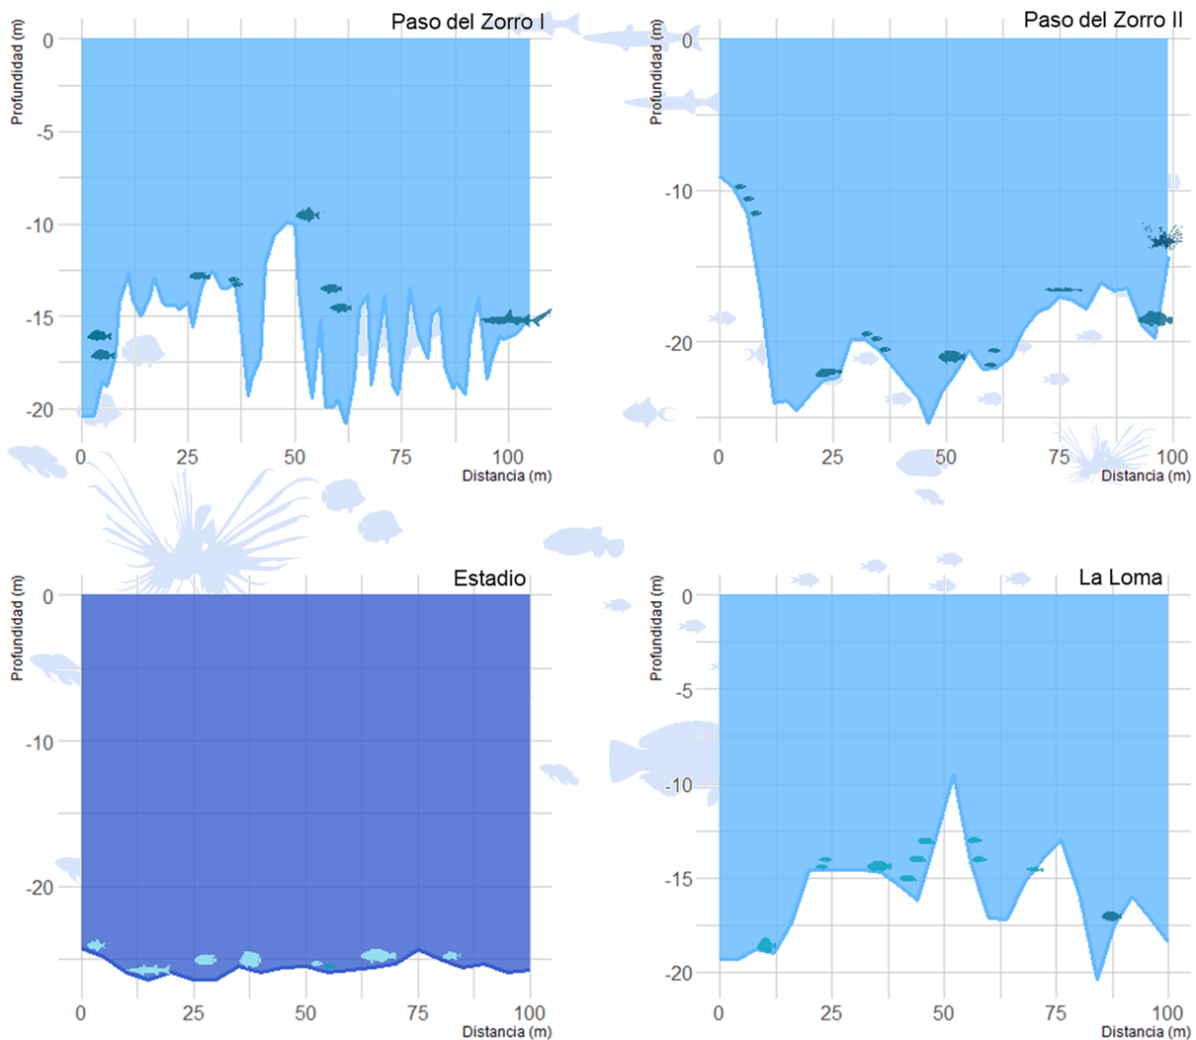 Paso del Zorro I
Profundidad (m)
0
-5
-10
-15
-20
0 25 50 75 100
Distancia (m)
Paso del Zorro II
Profundidad (m)
0
-10
-20
0 25 50 75 100
Distancia (m)
Estadio
Profundidad (m)
0
-10
-20
0 25 50 75 100
Distancia (m)
La Loma
Profundidad (m)
0
-5
-10
-15
-20
0 25 50 75 100
Distancia (m)